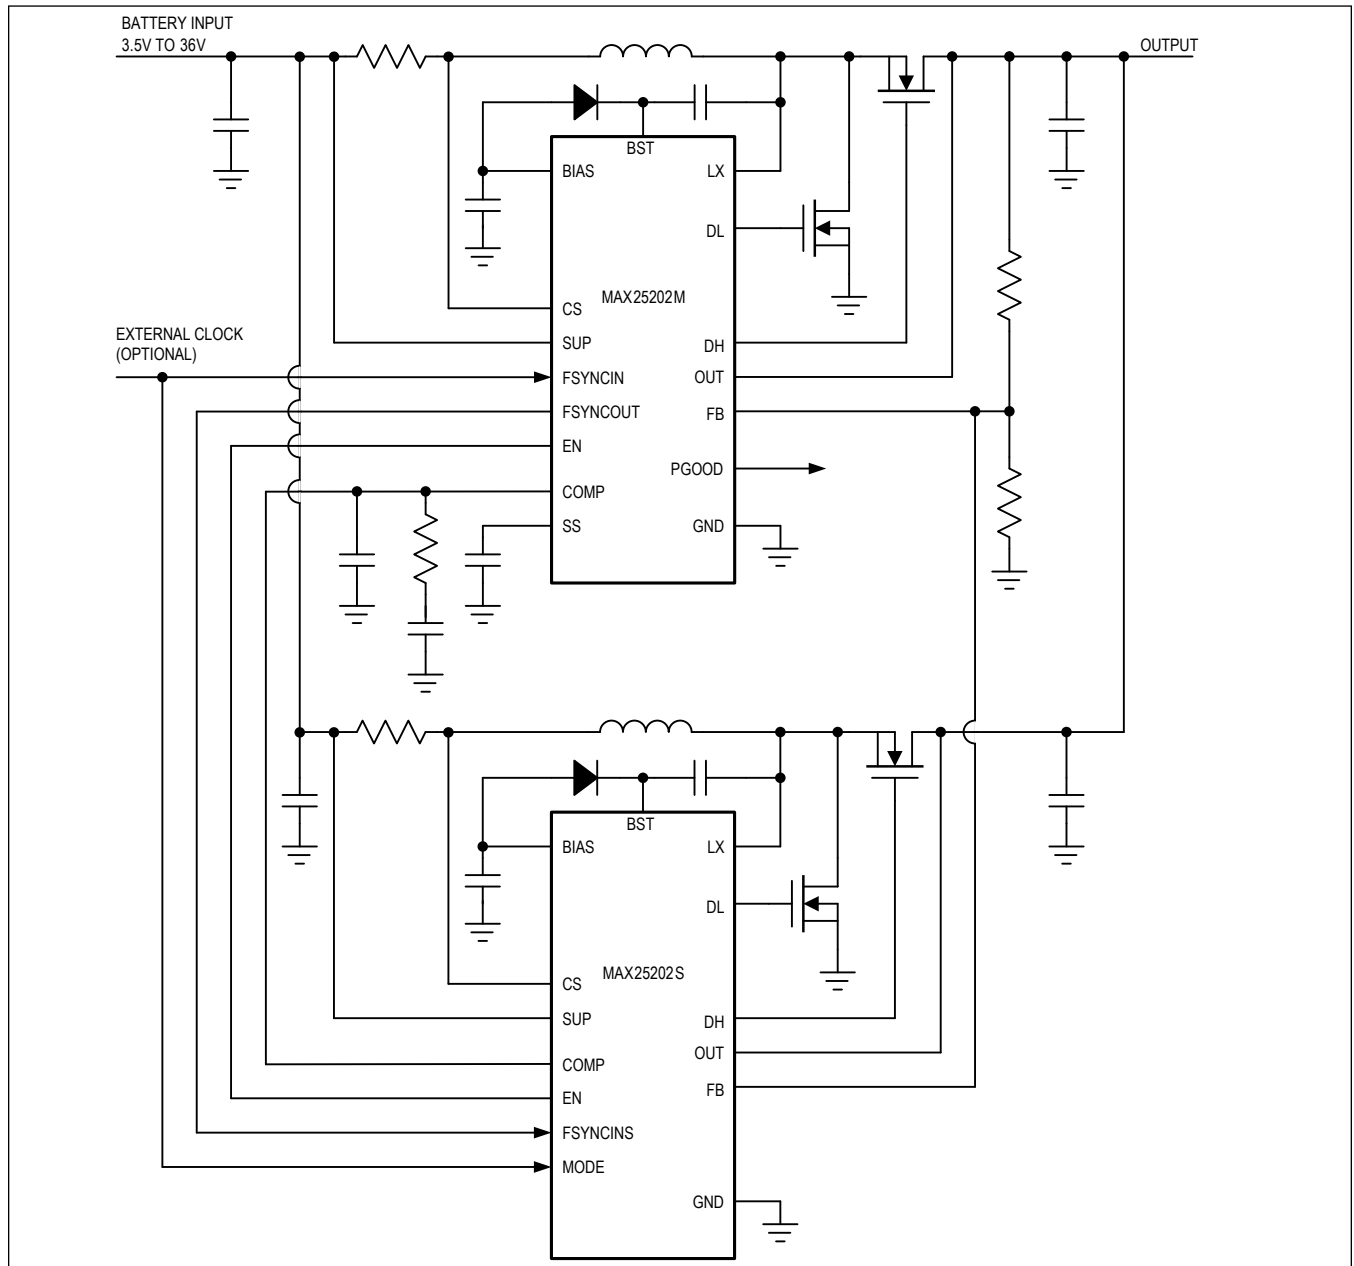 BATTERY INPUT
3.5V TO 36V
OUTPUT
BST
BIAS
LX
DL
MAX25202M
CS
SUP
DH
EXTERNAL CLOCK
(OPTIONAL)
FSYNCIN
OUT
FSYNCOUT
FB
EN
PGOOD
COMP
SS
GND
BST
BIAS
LX
DL
MAX25202S
CS
SUP
DH
OUT
COMP
FB
EN
FSYNCINS
MODE
GND